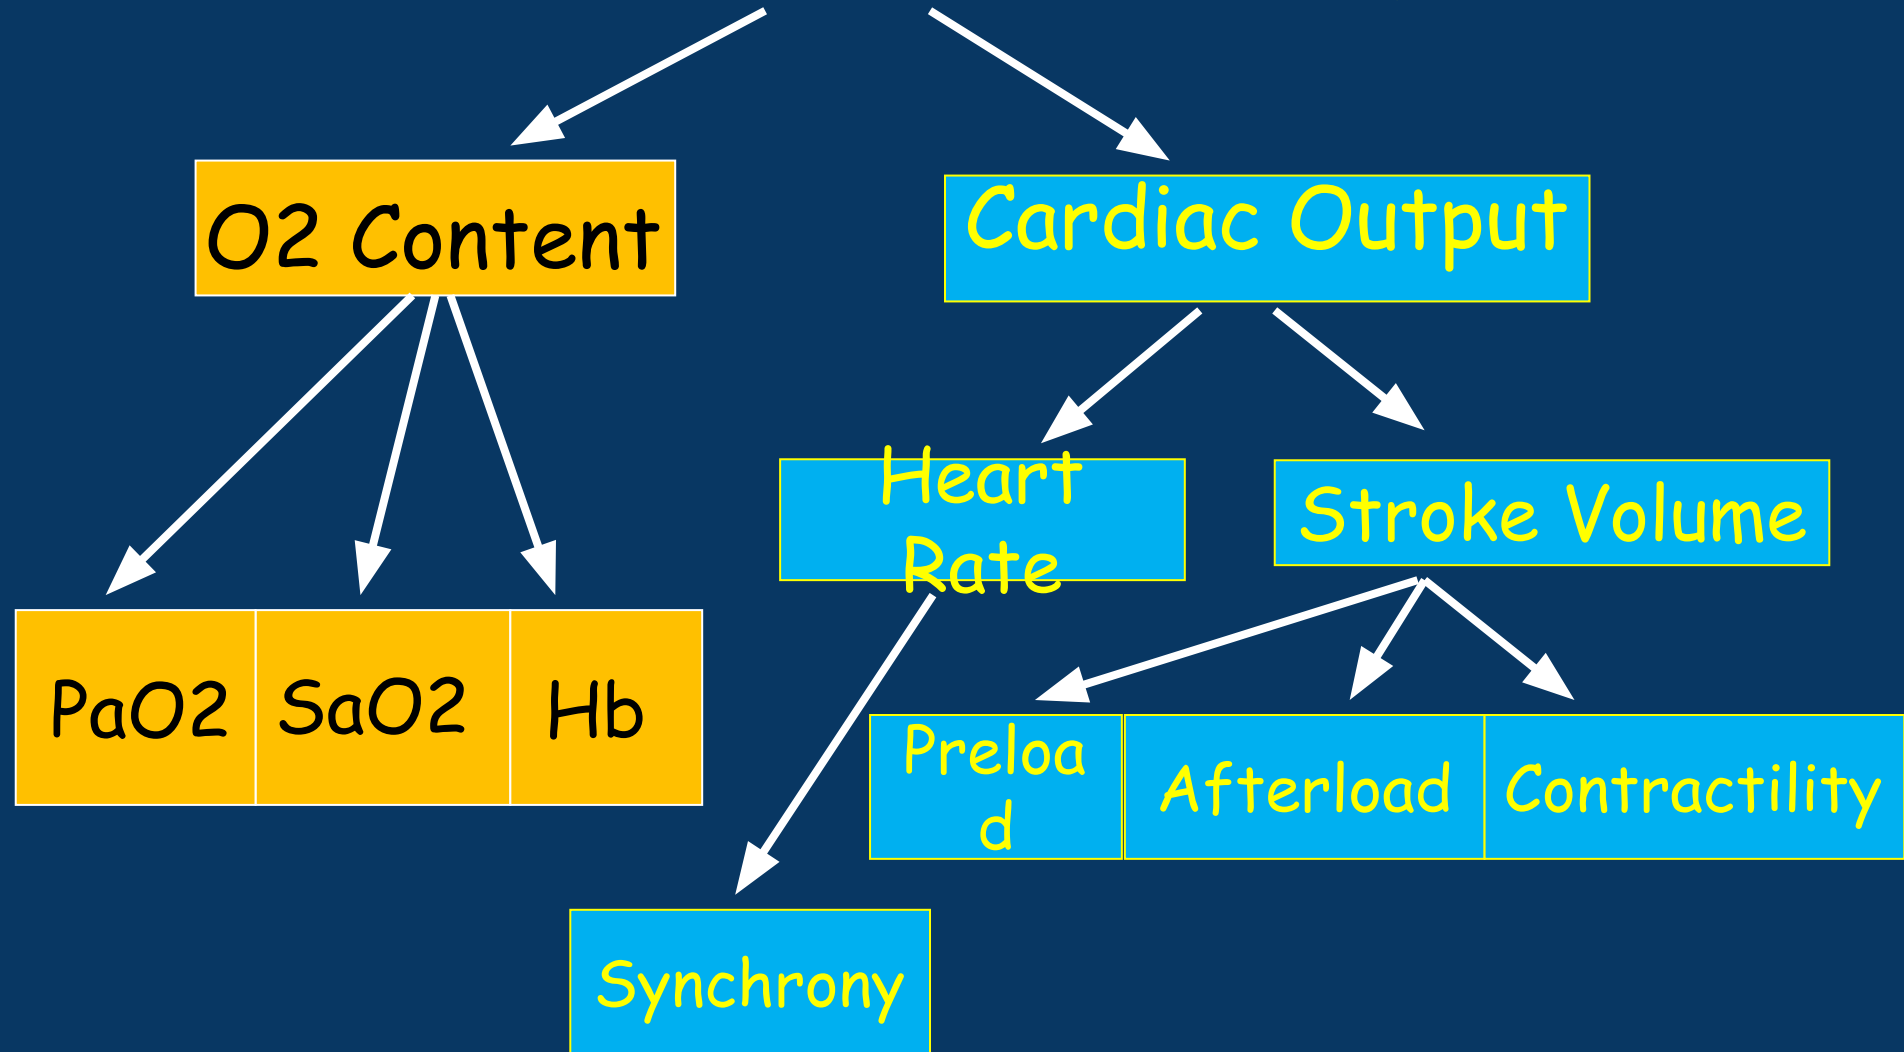 O2 Content
Cardiac Output
Heart
Rate
Stroke Volume
PaO2
SaO2
Hb
Preloa
d
Afterload
Contractility
Synchrony